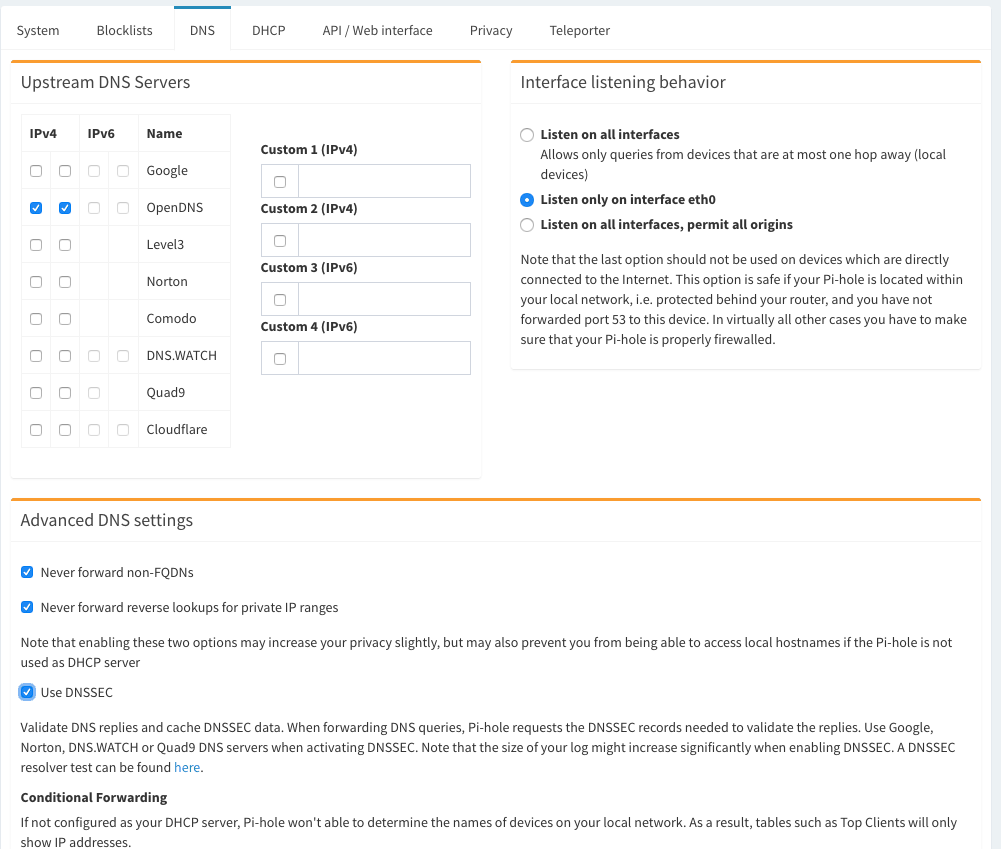 System Blocklists DNS DHCP API / Web interface Privacy Teleporter
Upstream DNS Servers
IPv4 IPv6 Name
Google
OpenDNS
Level3
Norton
Comodo
DNS.WATCH
Quad9
Cloudflare
Custom 1 (IPv4)
Custom 2 (IPv4)
Custom 3 (IPv6)
Custom 4 (IPv6)
Interface listening behavior
Listen on all interfaces
Allows only queries from devices that are at most one hop away (local
devices)
Listen only on interface eth0
Listen on all interfaces, permit all origins
Note that the last option should not be used on devices which are directly
connected to the Internet. This option is safe if your Pi-hole is located within
your local network, i.e. protected behind your router, and you have not
forwarded port 53 to this device. In virtually all other cases you have to make
sure that your Pi-hole is properly firewalled.
Advanced DNS settings
Never forward non-FQDNs
Never forward reverse lookups for private IP ranges
Note that enabling these two options may increase your privacy slightly, but may also prevent you from being able to access local hostnames if the Pi-hole is not
used as DHCP server
Use DNSSEC
Validate DNS replies and cache DNSSEC data. When forwarding DNS queries, Pi-hole requests the DNSSEC records needed to validate the replies. Use Google,
Norton, DNS.WATCH or Quad9 DNS servers when activating DNSSEC. Note that the size of your log might increase significantly when enabling DNSSEC. A DNSSEC
resolver test can be found here.
Conditional Forwarding
If not configured as your DHCP server, Pi-hole won't able to determine the names of devices on your local network. As a result, tables such as Top Clients will only
show IP addresses.